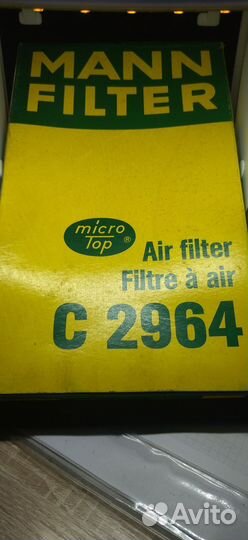 MANN
FILTER
micro
Top ®
Air filter
Filtre à air
C 2964
Avito